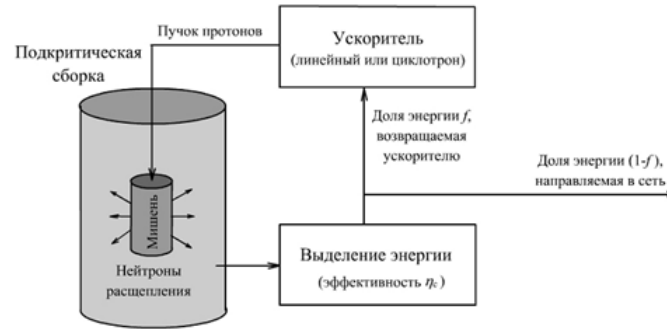 Пучок протонов
Подкритическая
сборка
Ускоритель
(линейный или циклотрон)
Доля энергии f,
возвращаемая
ускорителю
Доля энергии (1-f),
направляемая в сеть
Мишень
Нейтроны
расщепления
Выделение энергии
(эффективность ηc)